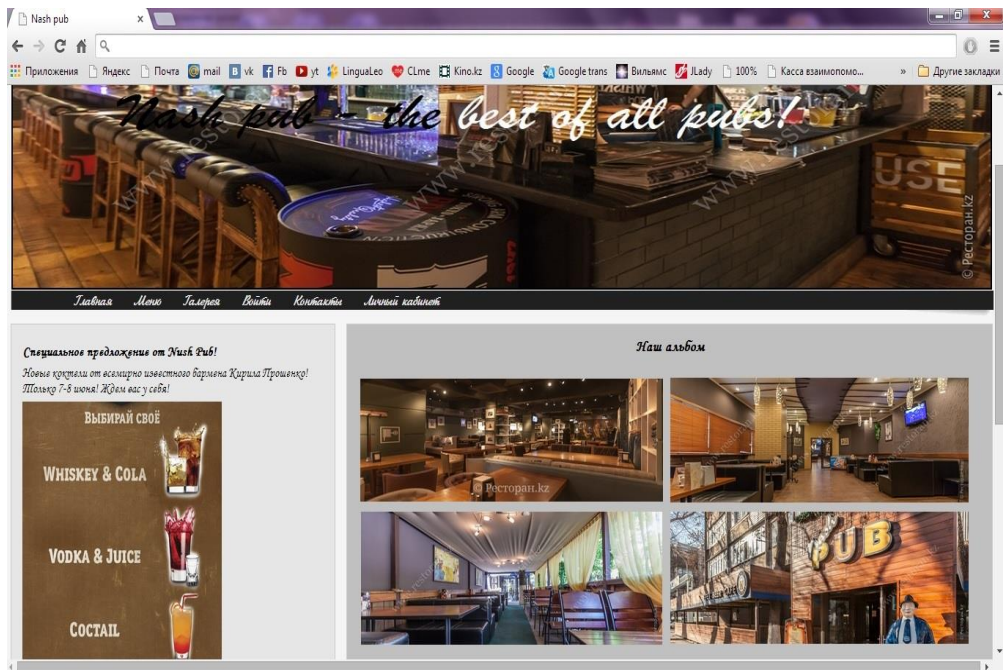 Nash pub
Приложения Яндекс Почта mail vk Fb yt LinguaLeo CLme Kino.kz Google Google trans Вильямс JLady 100% Касса взаимопомо... » Другие закладки
Nash pub - the best of all pubs!
USE
© Ресторан.kz
Главная Меню Галерея Войти Контакты Личный кабинет
Специальное предложение от Nush Pub!
Новые коктели от всемирно известного бармена Кирила Прошенко!
Только 7-8 июня! Ждем вас у себя!
ВЫБИРАЙ СВОЁ
WHISKEY & COLA
VODKA & JUICE
COCTAIL
Наш альбом
© Ресторан.kz
PUB